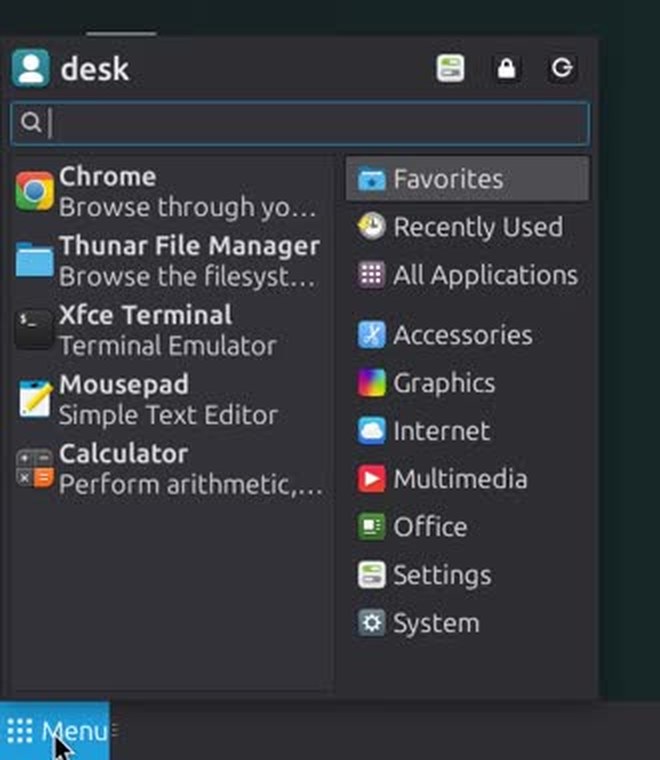 desk
Chrome
Browse through yo...
Thunar File Manager
Browse the filesyst...
Xfce Terminal
Terminal Emulator
Mousepad
Simple Text Editor
Calculator
Perform arithmetic,...
Favorites
Recently Used
All Applications
Accessories
Graphics
Internet
Multimedia
Office
Settings
System
Menu